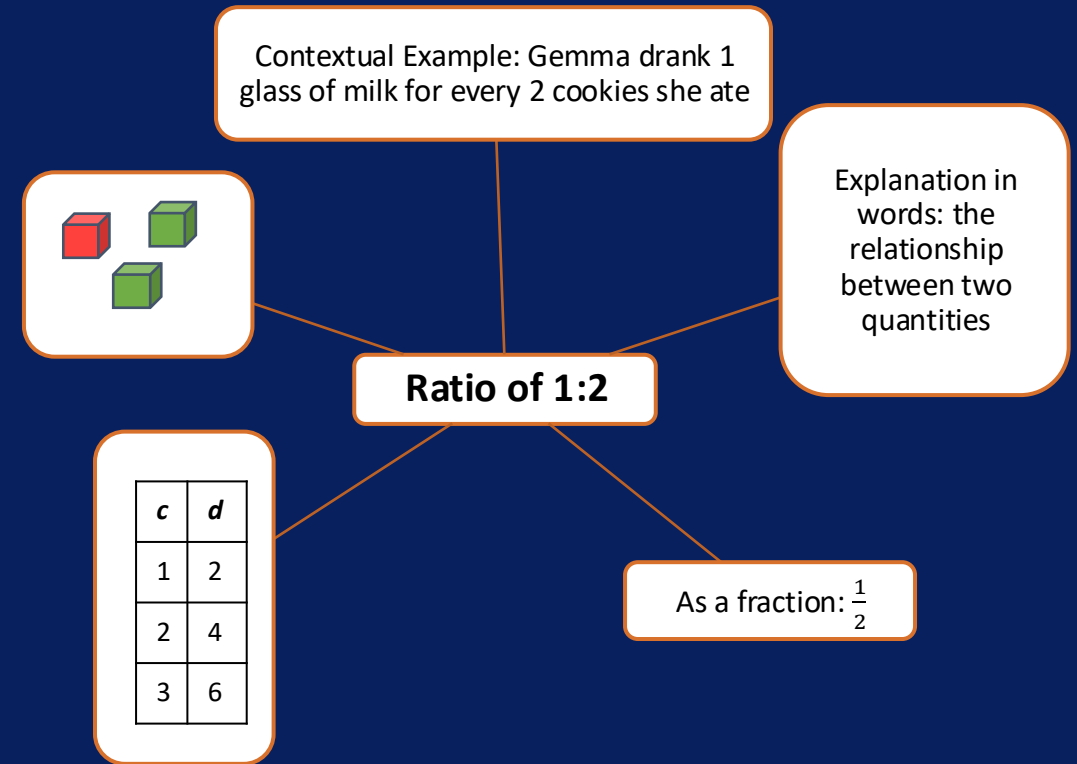 Contextual Example: Gemma drank 1
glass of milk for every 2 cookies she ate
Explanation in
words: the
relationship
between two
quantities
Ratio of 1:2
c d
1 2
2 4
3 6
As a fraction: 1/2